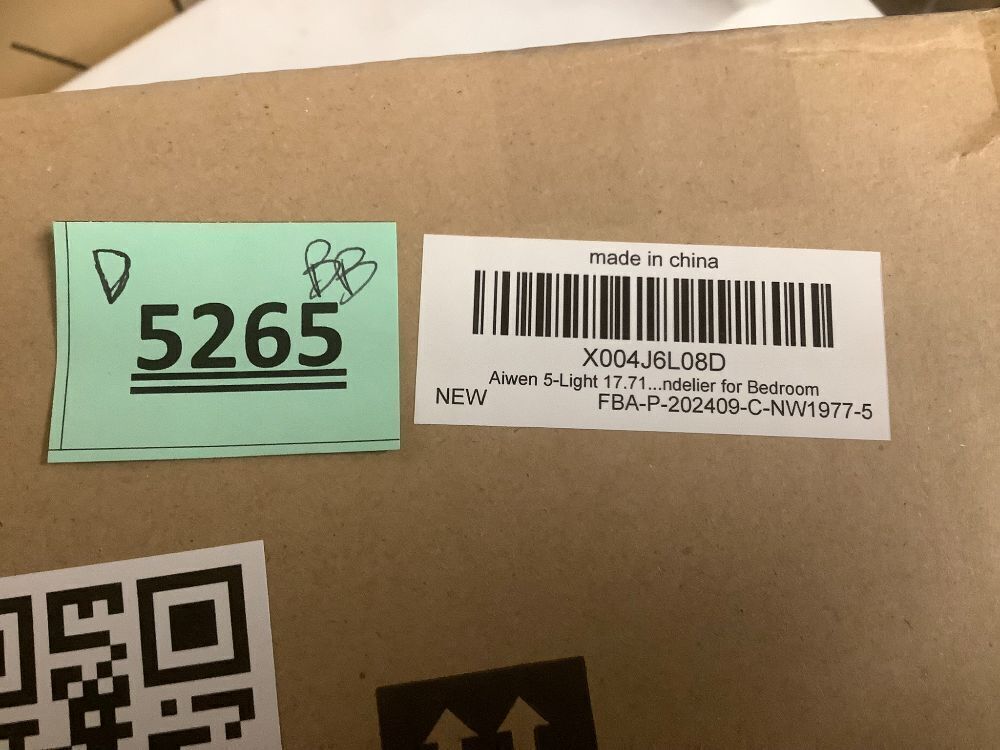 D
BB
5265
made in china
X004J6L08D
Aiwen 5-Light 17.71...ndelier for Bedroom
NEW
FBA-P-202409-C-NW1977-5